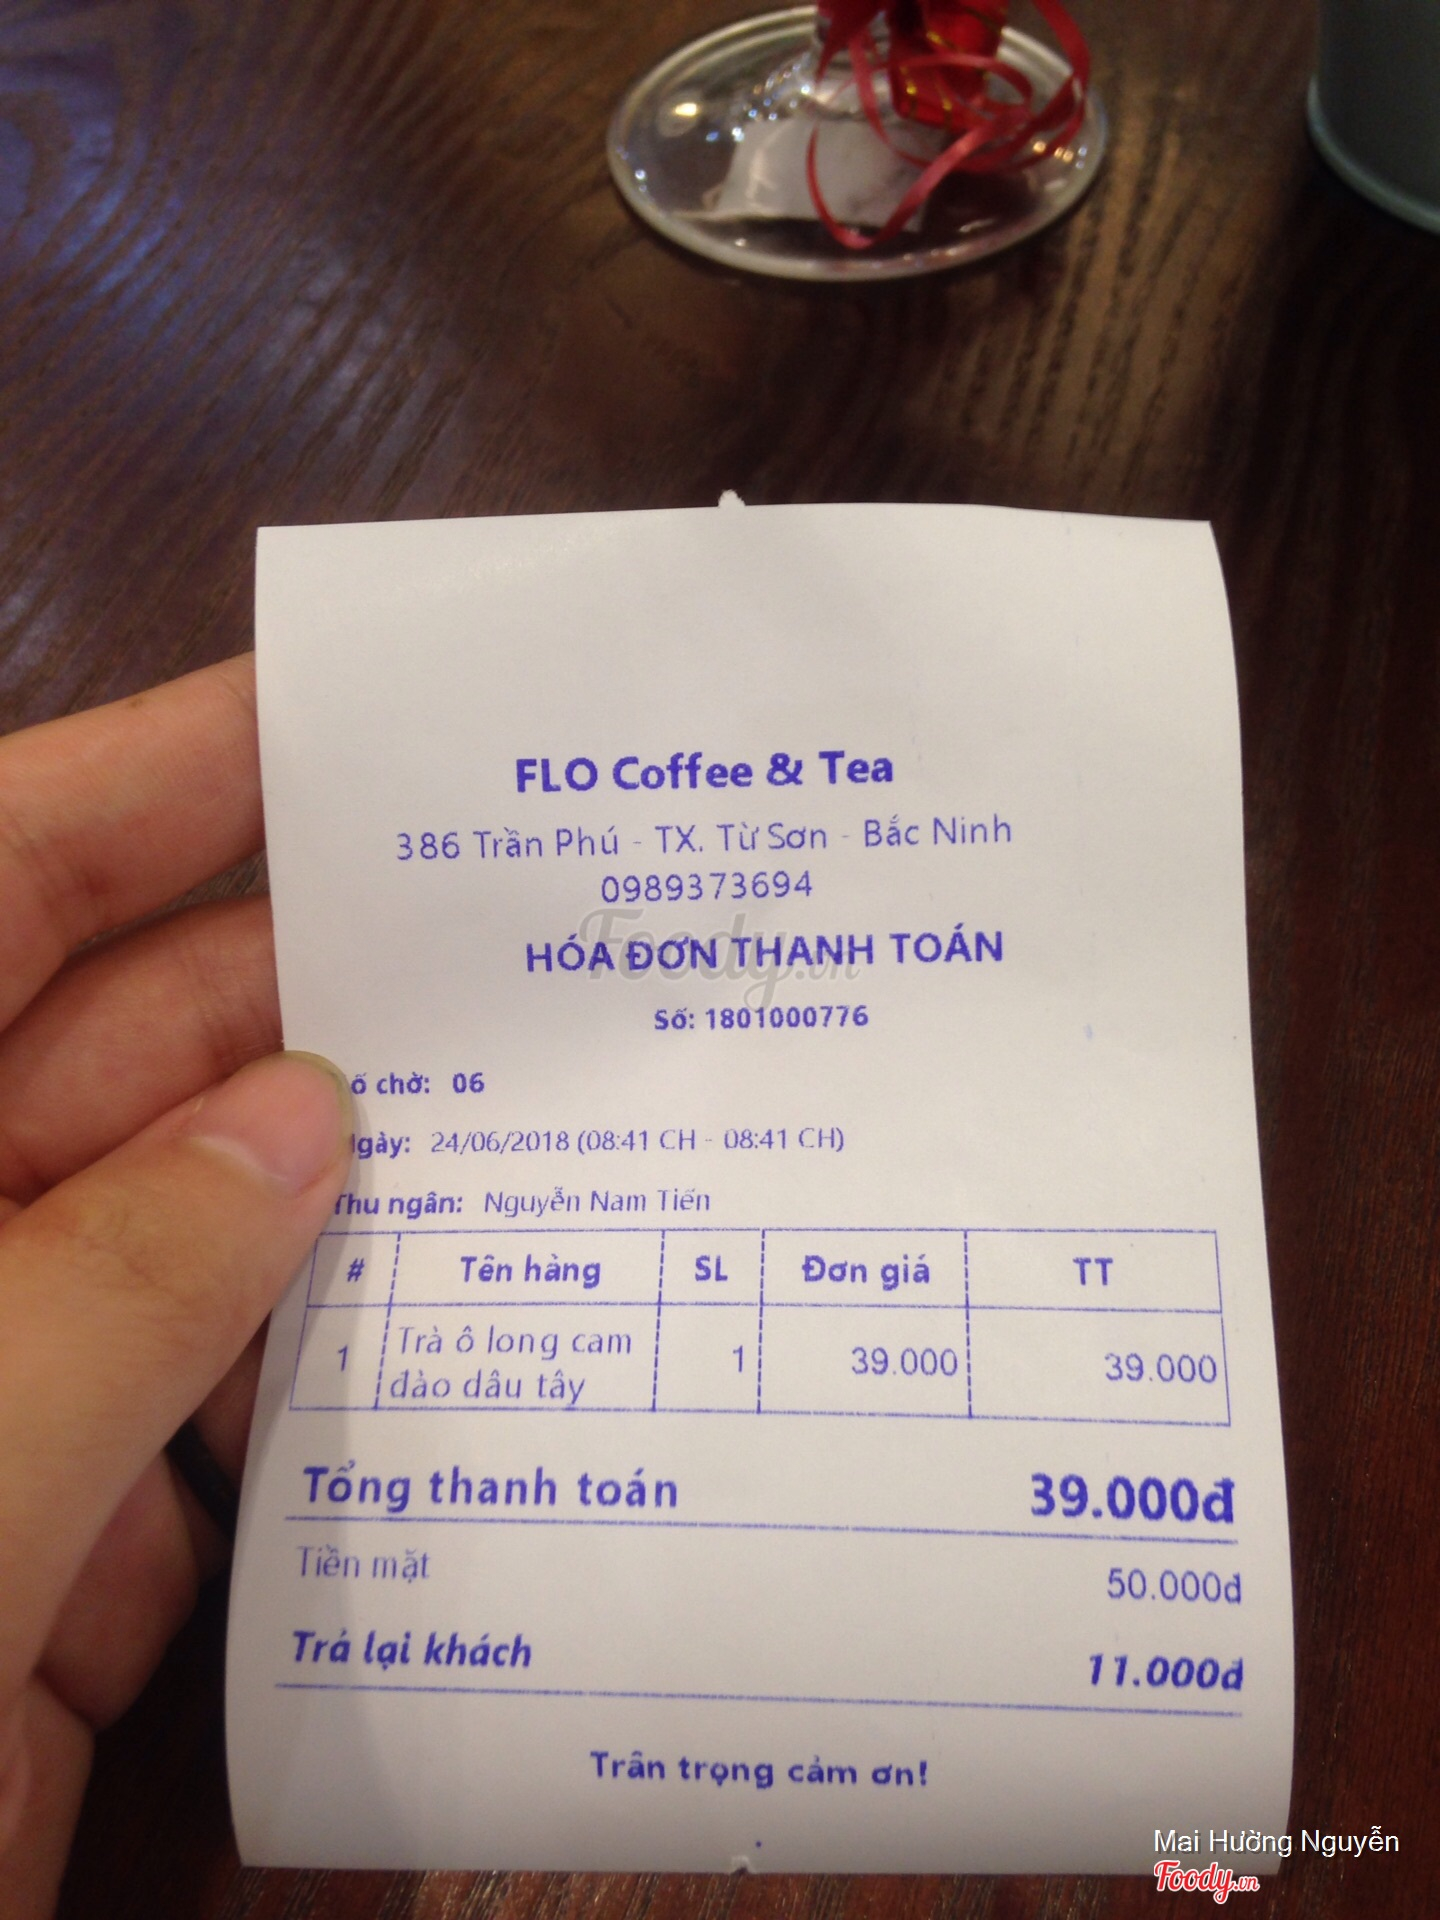 FLO Coffee & Tea
386 Trần Phú - TX. Từ Sơn - Bắc Ninh
0989373694
HÓA ĐƠN THANH TOÁN
Foody.vn
Số: 1801000776
ố chờ: 06
gày: 24/06/2018 (08:41 CH - 08:41 CH)
Thu ngân: Nguyễn Nam Tiến
# Tên hàng SL Đơn giá TT
1 Trà ô long cam 1 39.000 39.000
đào dâu tây
Tổng thanh toán 39.000đ
Tiền mặt 50.000đ
Trả lại khách 11.000đ
Trân trọng cảm ơn!
Mai Hường Nguyễn
Foody.vn